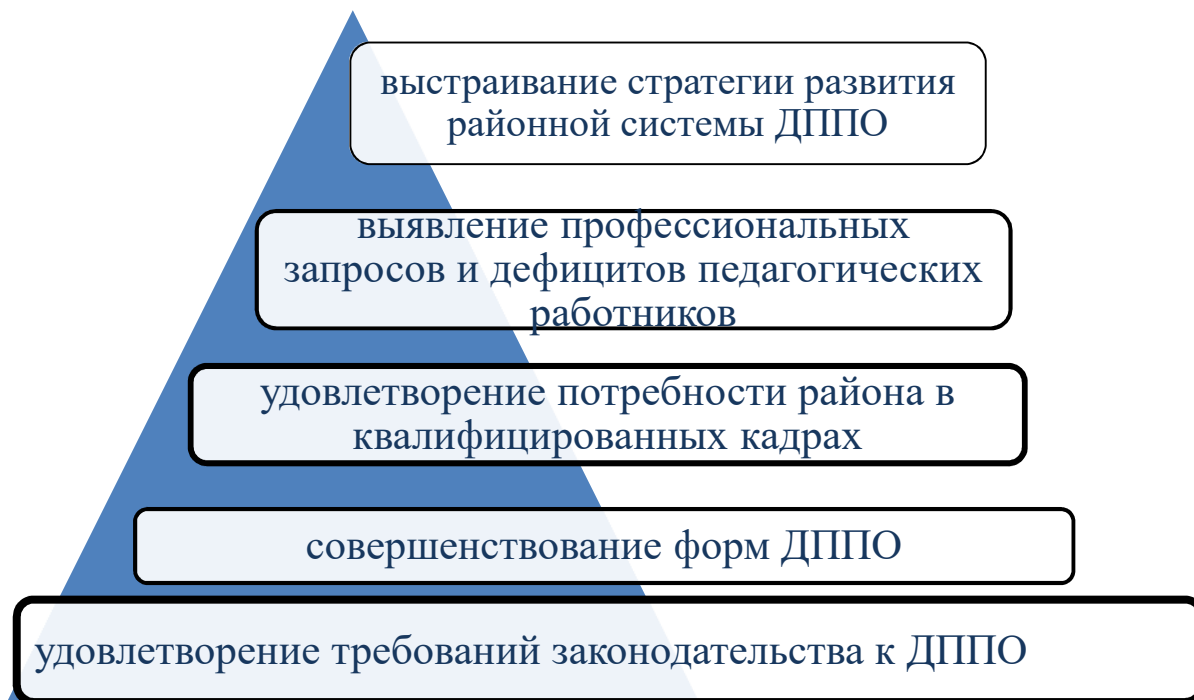 выстраивание стратегии развития
районной системы ДППО
выявление профессиональных
запросов и дефицитов педагогических
работников
удовлетворение потребности района в
квалифицированных кадрах
совершенствование форм ДППО
удовлетворение требований законодательства к ДППО